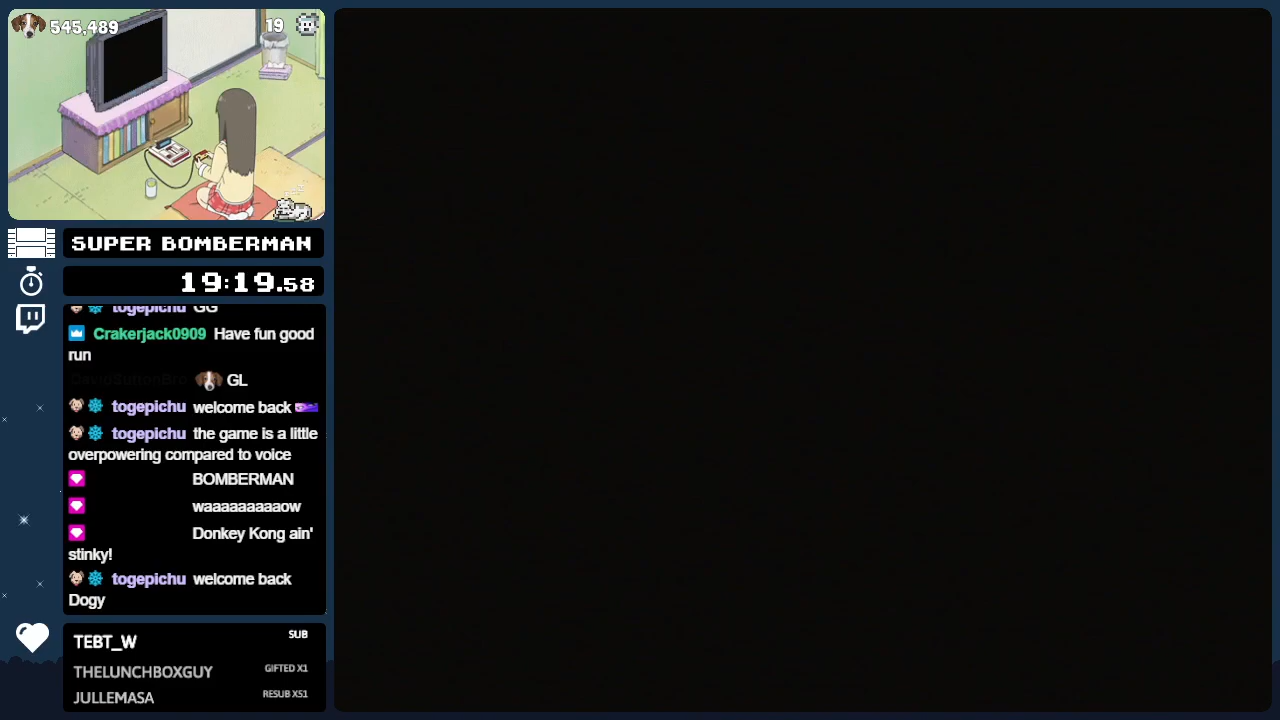 545,489
19
SUPER BOMBERMAN
19:19.58
togepichu GG
Crakerjack0909 Have fun good
run
DavidSuttonBro GL
togepichu welcome back
togepichu the game is a little
overpowering compared to voice
BOMBERMAN
waaaaaaaaaow
Donkey Kong ain'
stinky!
togepichu welcome back
Dogy
TEBT_W SUB
THELUNCHBOXGUY GIFTED X1
JULLEMASA RESUB X51